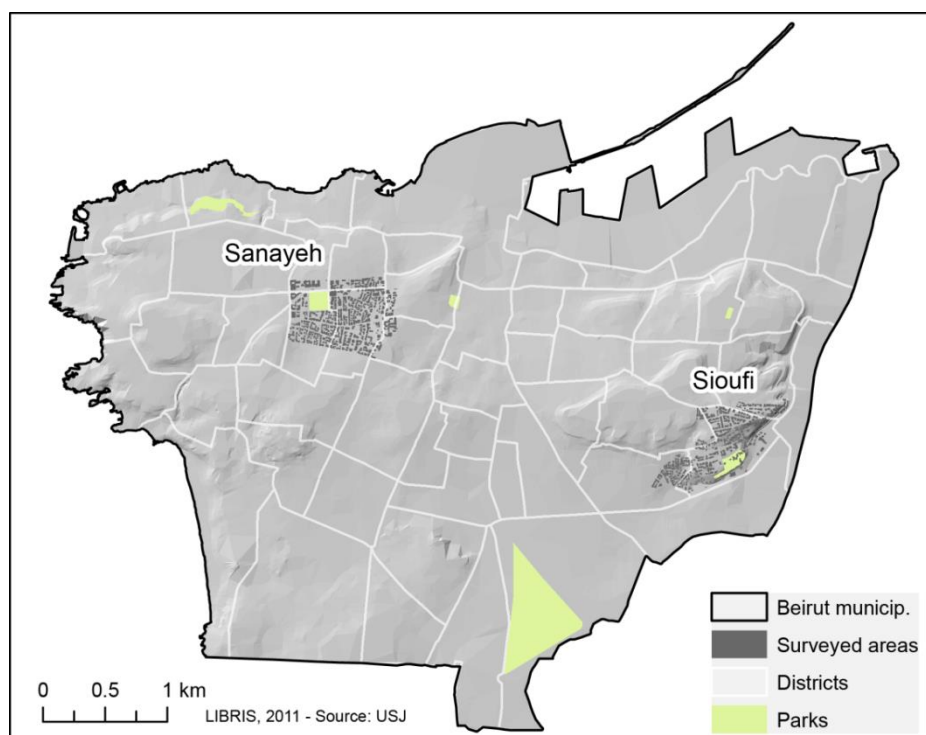 Sanayeh
Sioufi
Beirut municip.
Surveyed areas
Districts
Parks
0 0.5 1 km
LIBRIS, 2011 - Source: USJ